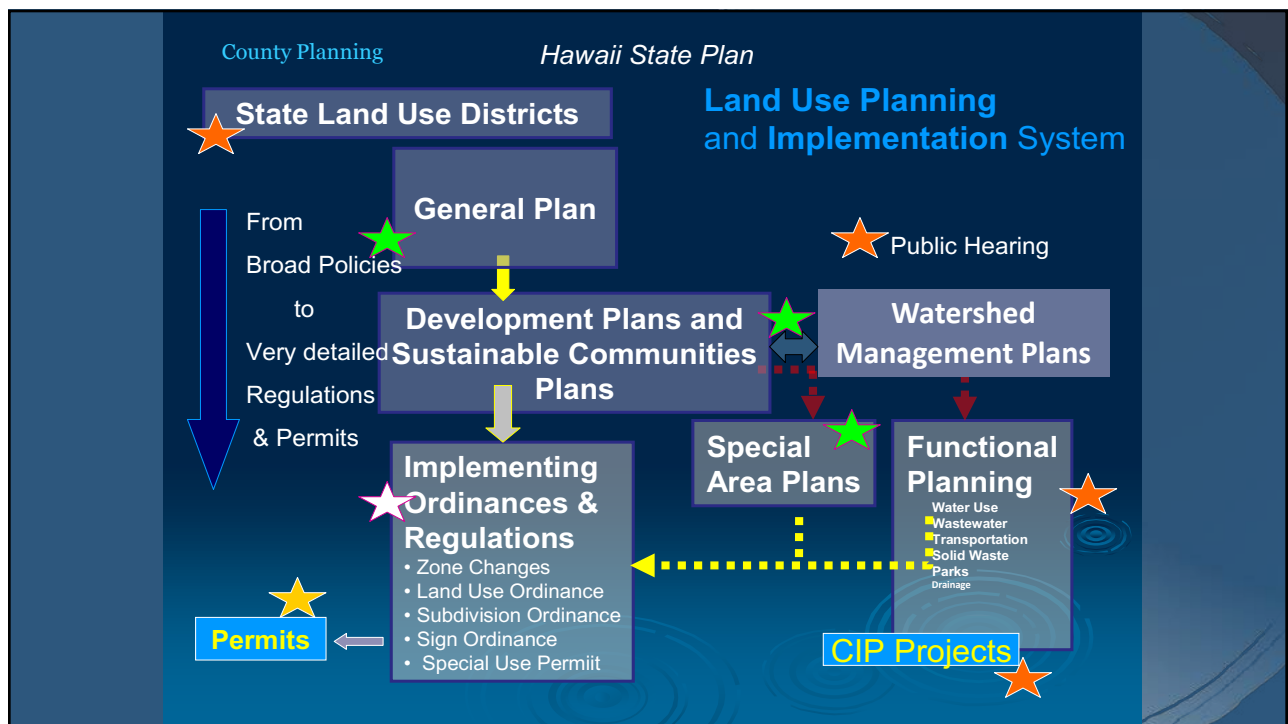 County Planning
Hawaii State Plan
State Land Use Districts
Land Use Planning
and Implementation System
General Plan
From
Broad Policies
to
Very detailed
Regulations
& Permits
Public Hearing
Development Plans and
Sustainable Communities
Plans
Watershed
Management Plans
Implementing
Ordinances &
Regulations
• Zone Changes
• Land Use Ordinance
• Subdivision Ordinance
• Sign Ordinance
• Special Use Permiit
Special
Area Plans
Functional
Planning
Water Use
Wastewater
Transportation
Solid Waste
Parks
Drainage
Permits
CIP Projects